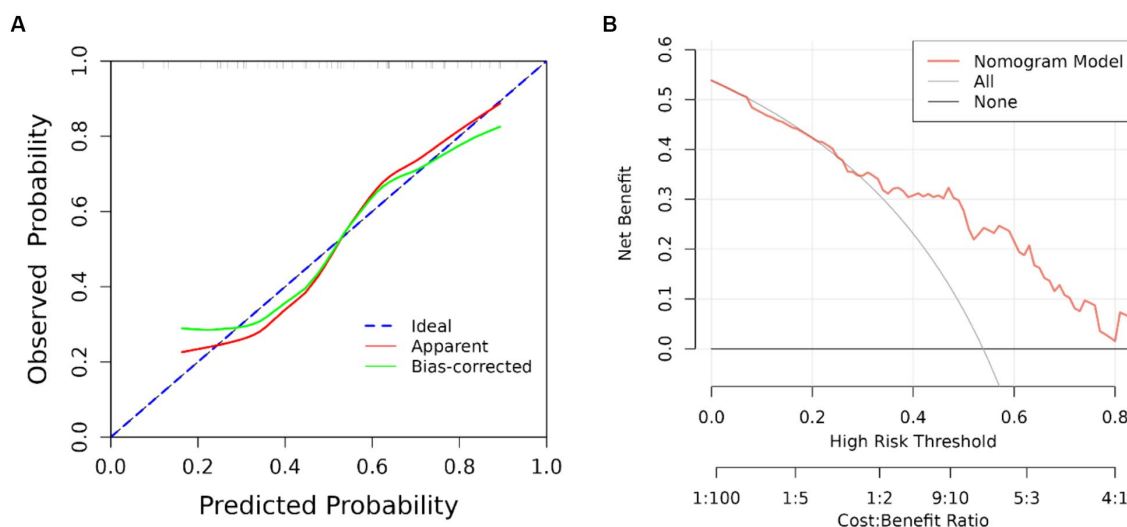 A
Observed Probability
1.0
0.8
0.6
0.4
0.2
0.0
Ideal
Apparent
Bias-corrected
0.0 0.2 0.4 0.6 0.8 1.0
Predicted Probability
B
Net Benefit
0.6
0.5
0.4
0.3
0.2
0.1
0.0
Nomogram Model
All
None
0.0 0.2 0.4 0.6 0.8
High Risk Threshold
1:100 1:5 1:2 9:10 5:3 4:1
Cost:Benefit Ratio